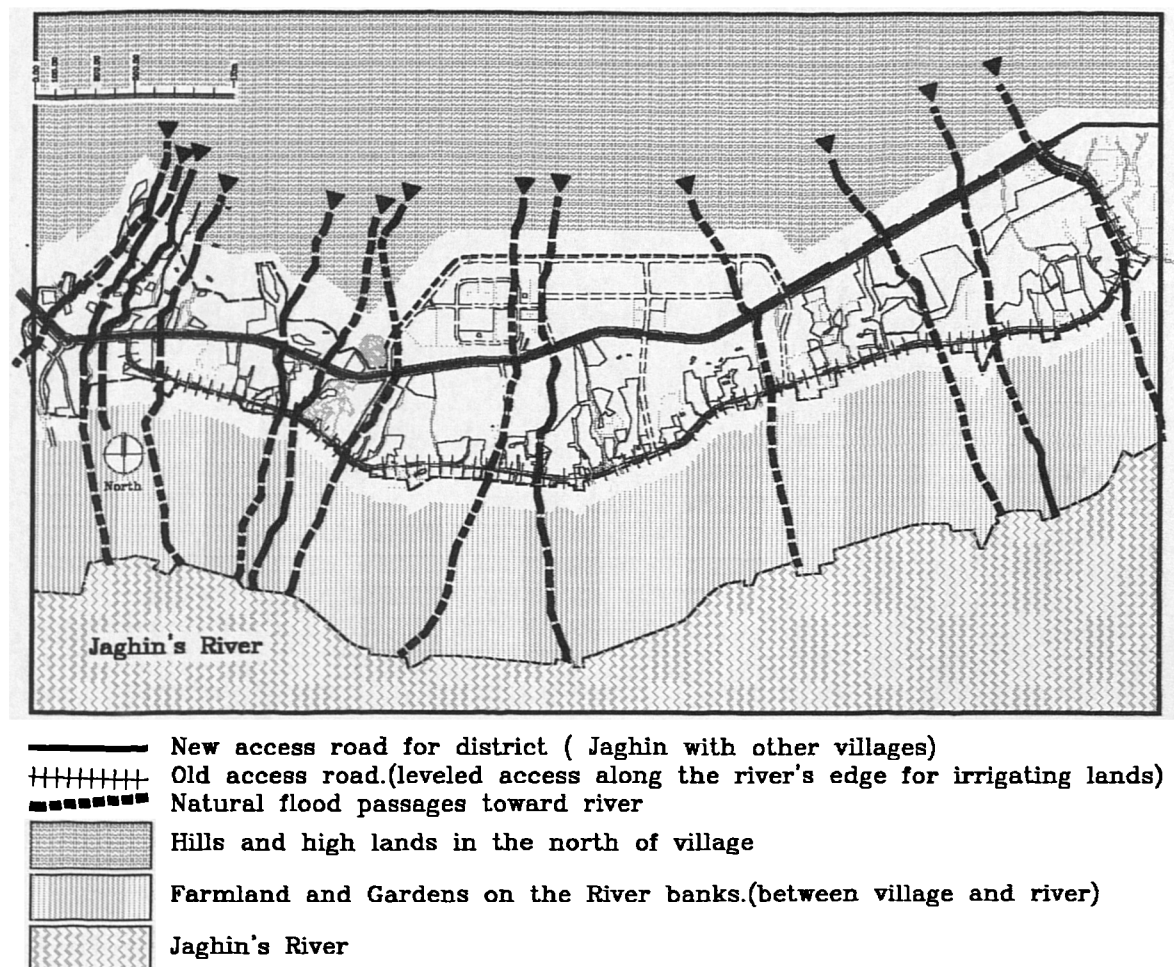 North
Jaghin's River
New access road for district ( Jaghin with other villages)
Old access road.(leveled access along the river's edge for irrigating lands)
Natural flood passages toward river
Hills and high lands in the north of village
Farmland and Gardens on the River banks.(between village and river)
Jaghin's River